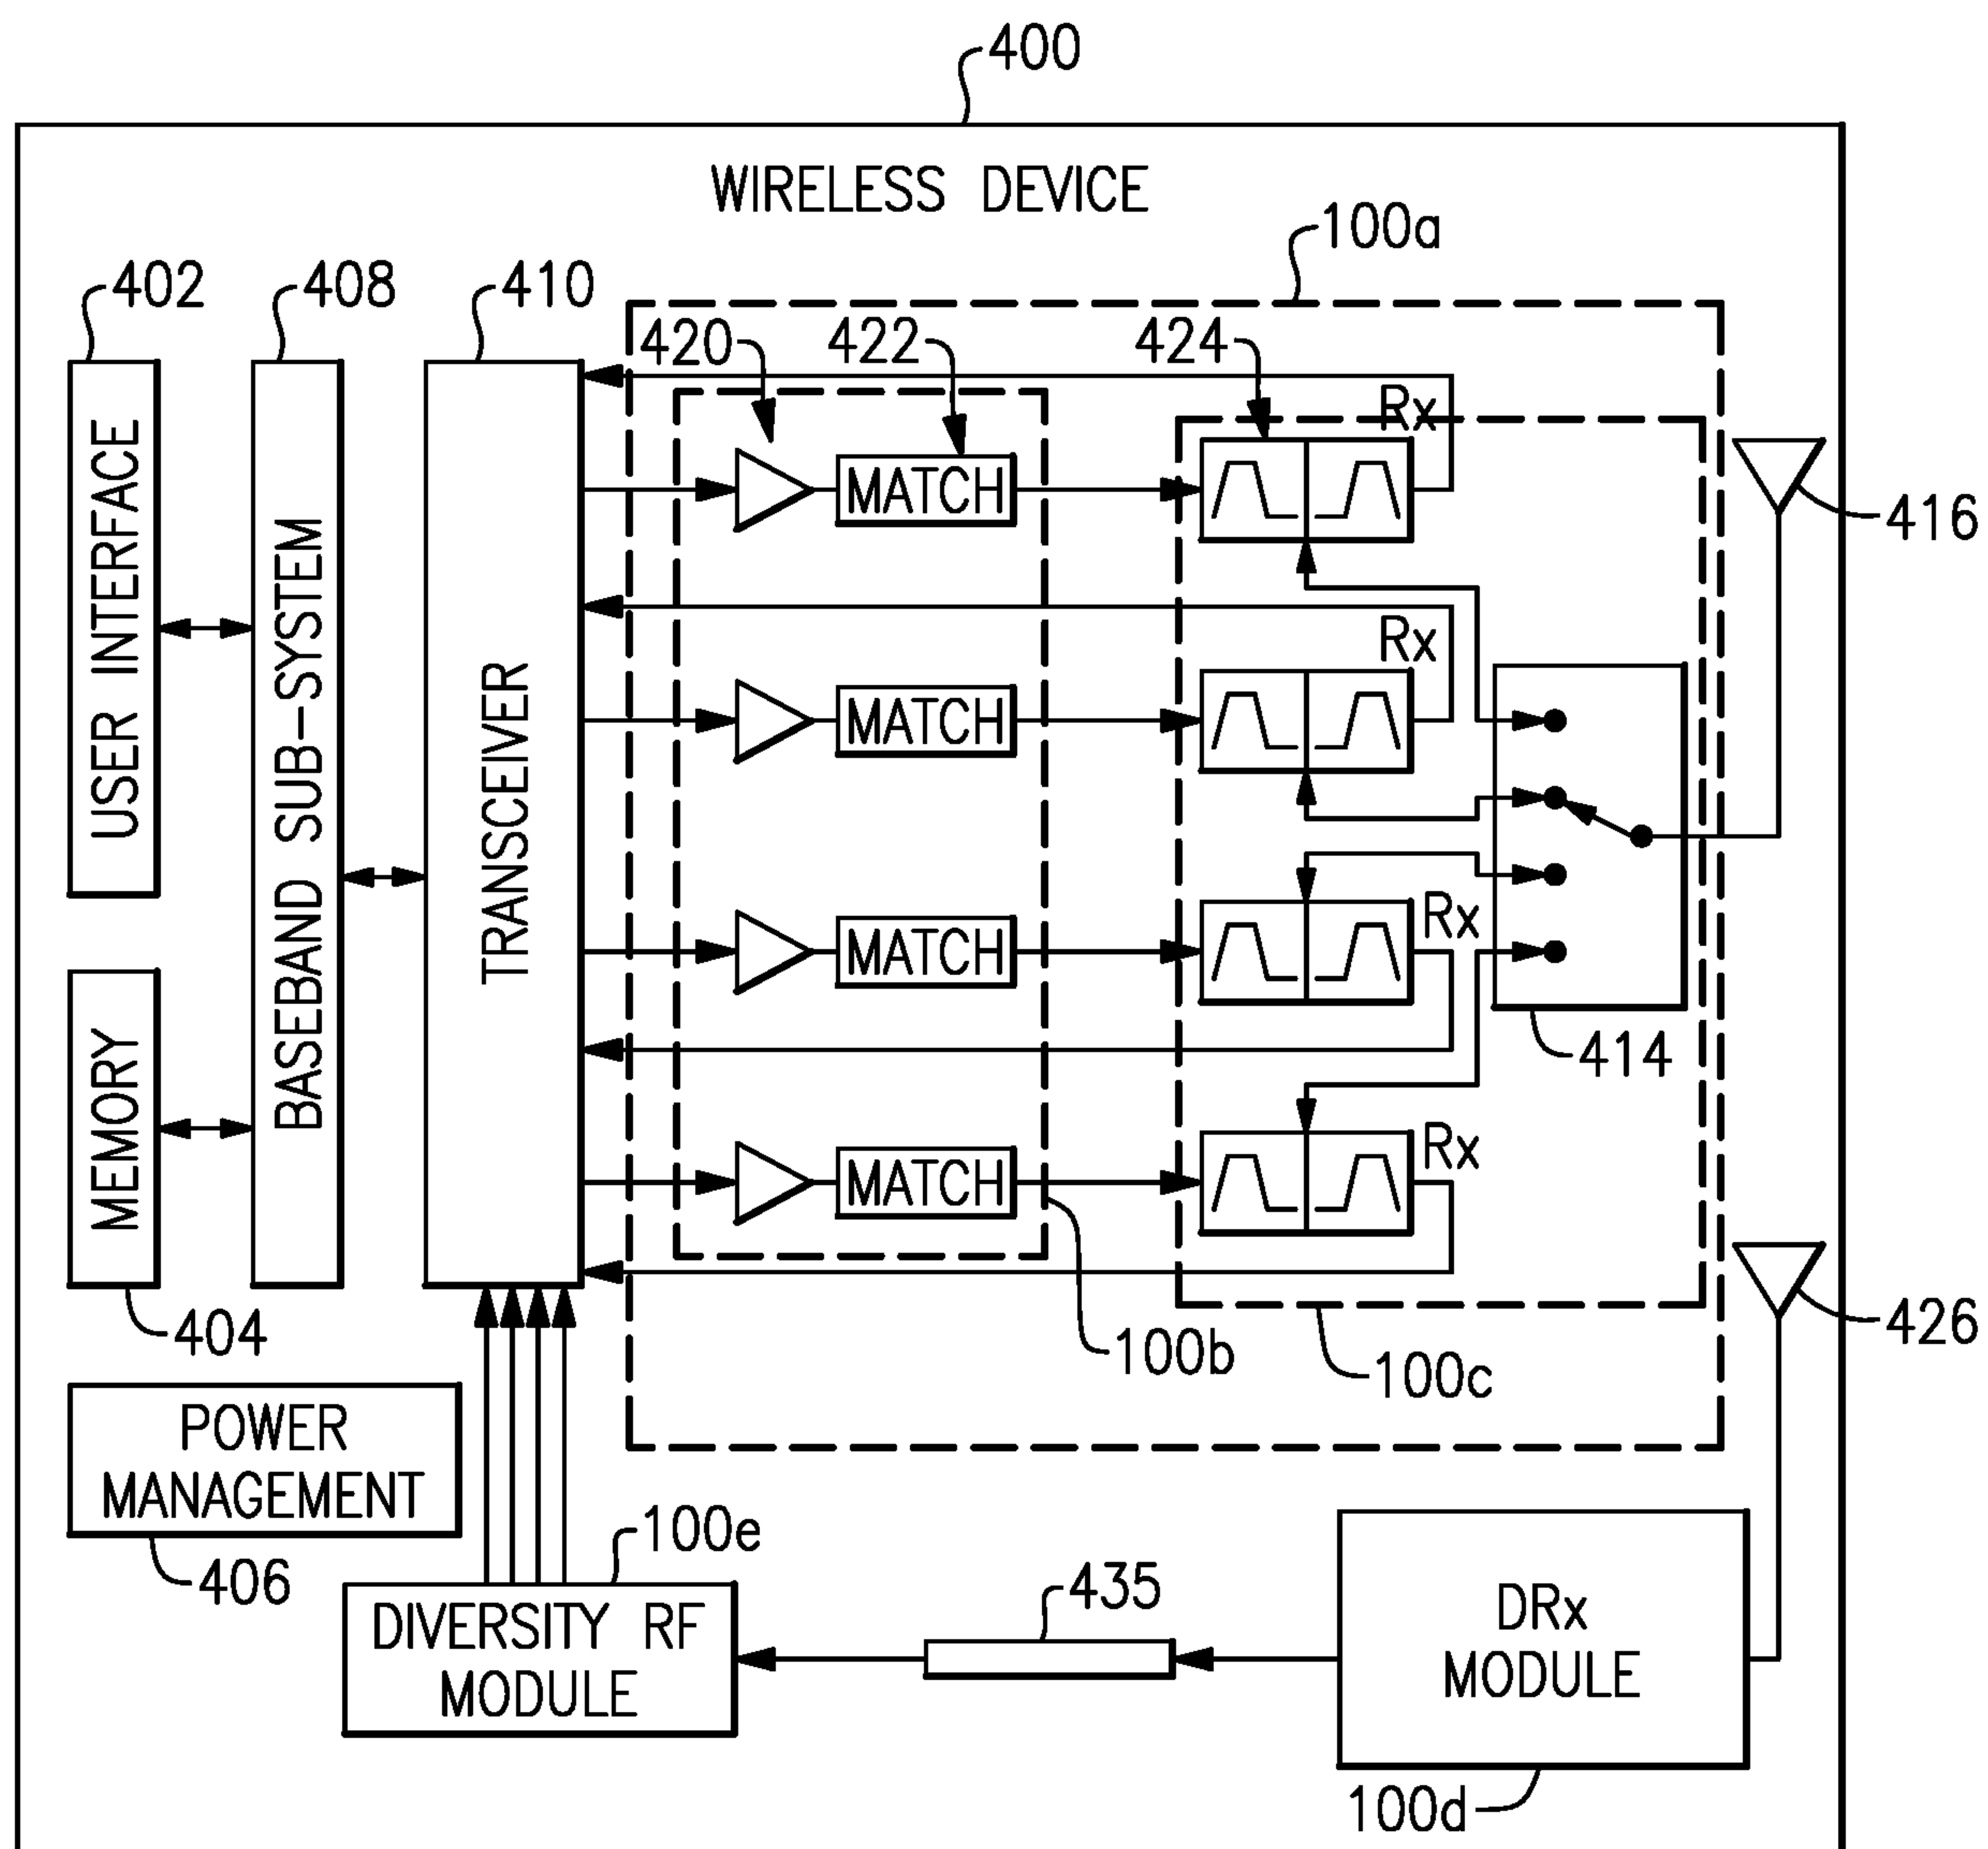 400
WIRELESS DEVICE
100a
402
408
410
420
422
424
Rx
USER INTERFACE
BASEBAND SUB-SYSTEM
TRANSCEIVER
MATCH
416
Rx
MATCH
Rx
MATCH
414
MEMORY
Rx
MATCH
404
100b
100c
426
POWER
MANAGEMENT
406
100e
DIVERSITY RF
MODULE
435
DRx
MODULE
100d